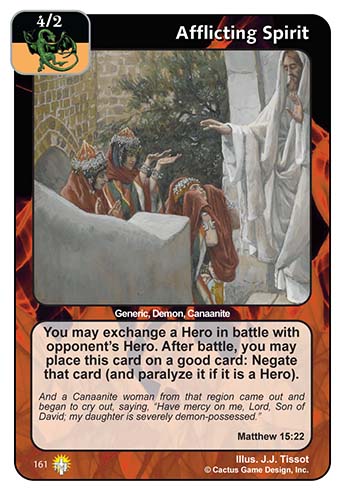 4/2
Afflicting Spirit
Generic, Demon, Canaanite
You may exchange a Hero in battle with
opponent's Hero. After battle, you may
place this card on a good card: Negate
that card (and paralyze it if it is a Hero).
And a Canaanite woman from that region came out and
began to cry out, saying, “Have mercy on me, Lord, Son of
David; my daughter is severely demon-possessed.”
Matthew 15:22
161
Illus. J.J. Tissot
© Cactus Game Design, Inc.